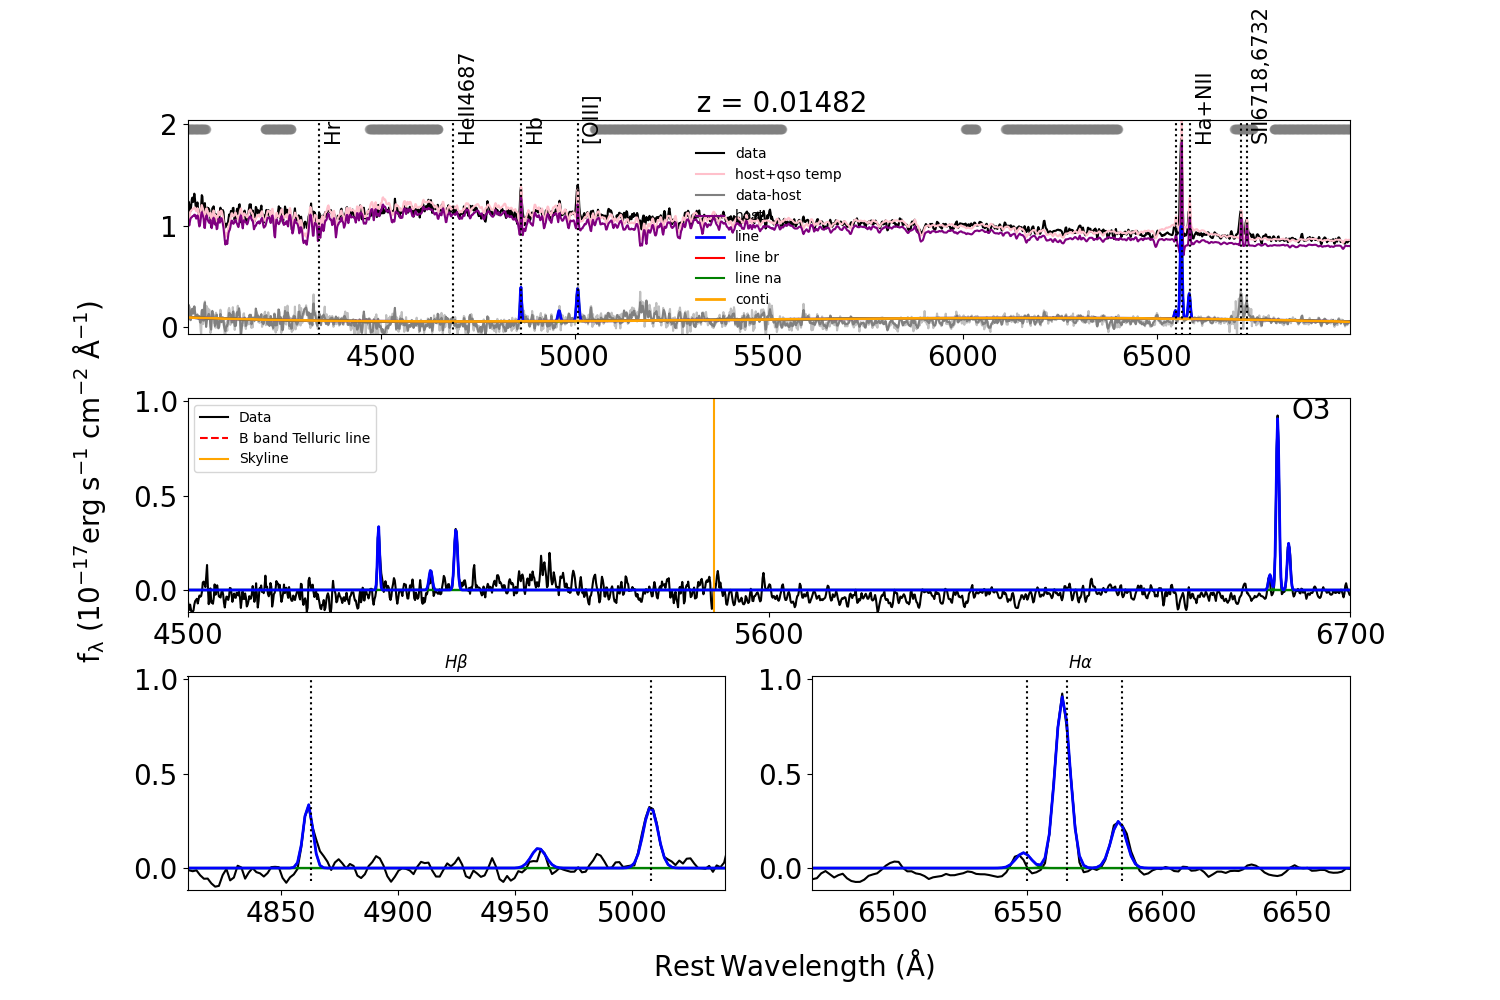 z = 0.01482
Hr
HeII4687
Hb
[OIII]
Ha+NII
SII6718,6732
2
1
0
data
host+qso temp
data-host
host
line
line br
line na
conti
4500 5000 5500 6000 6500
fλ (10⁻¹⁷erg s⁻¹ cm⁻² Å⁻¹)
1.0
0.5
0.0
Data
B band Telluric line
Skyline
O3
4500 5600 6700
Hβ
1.0
0.5
0.0
4850 4900 4950 5000
Hα
1.0
0.5
0.0
6500 6550 6600 6650
Rest Wavelength (Å)